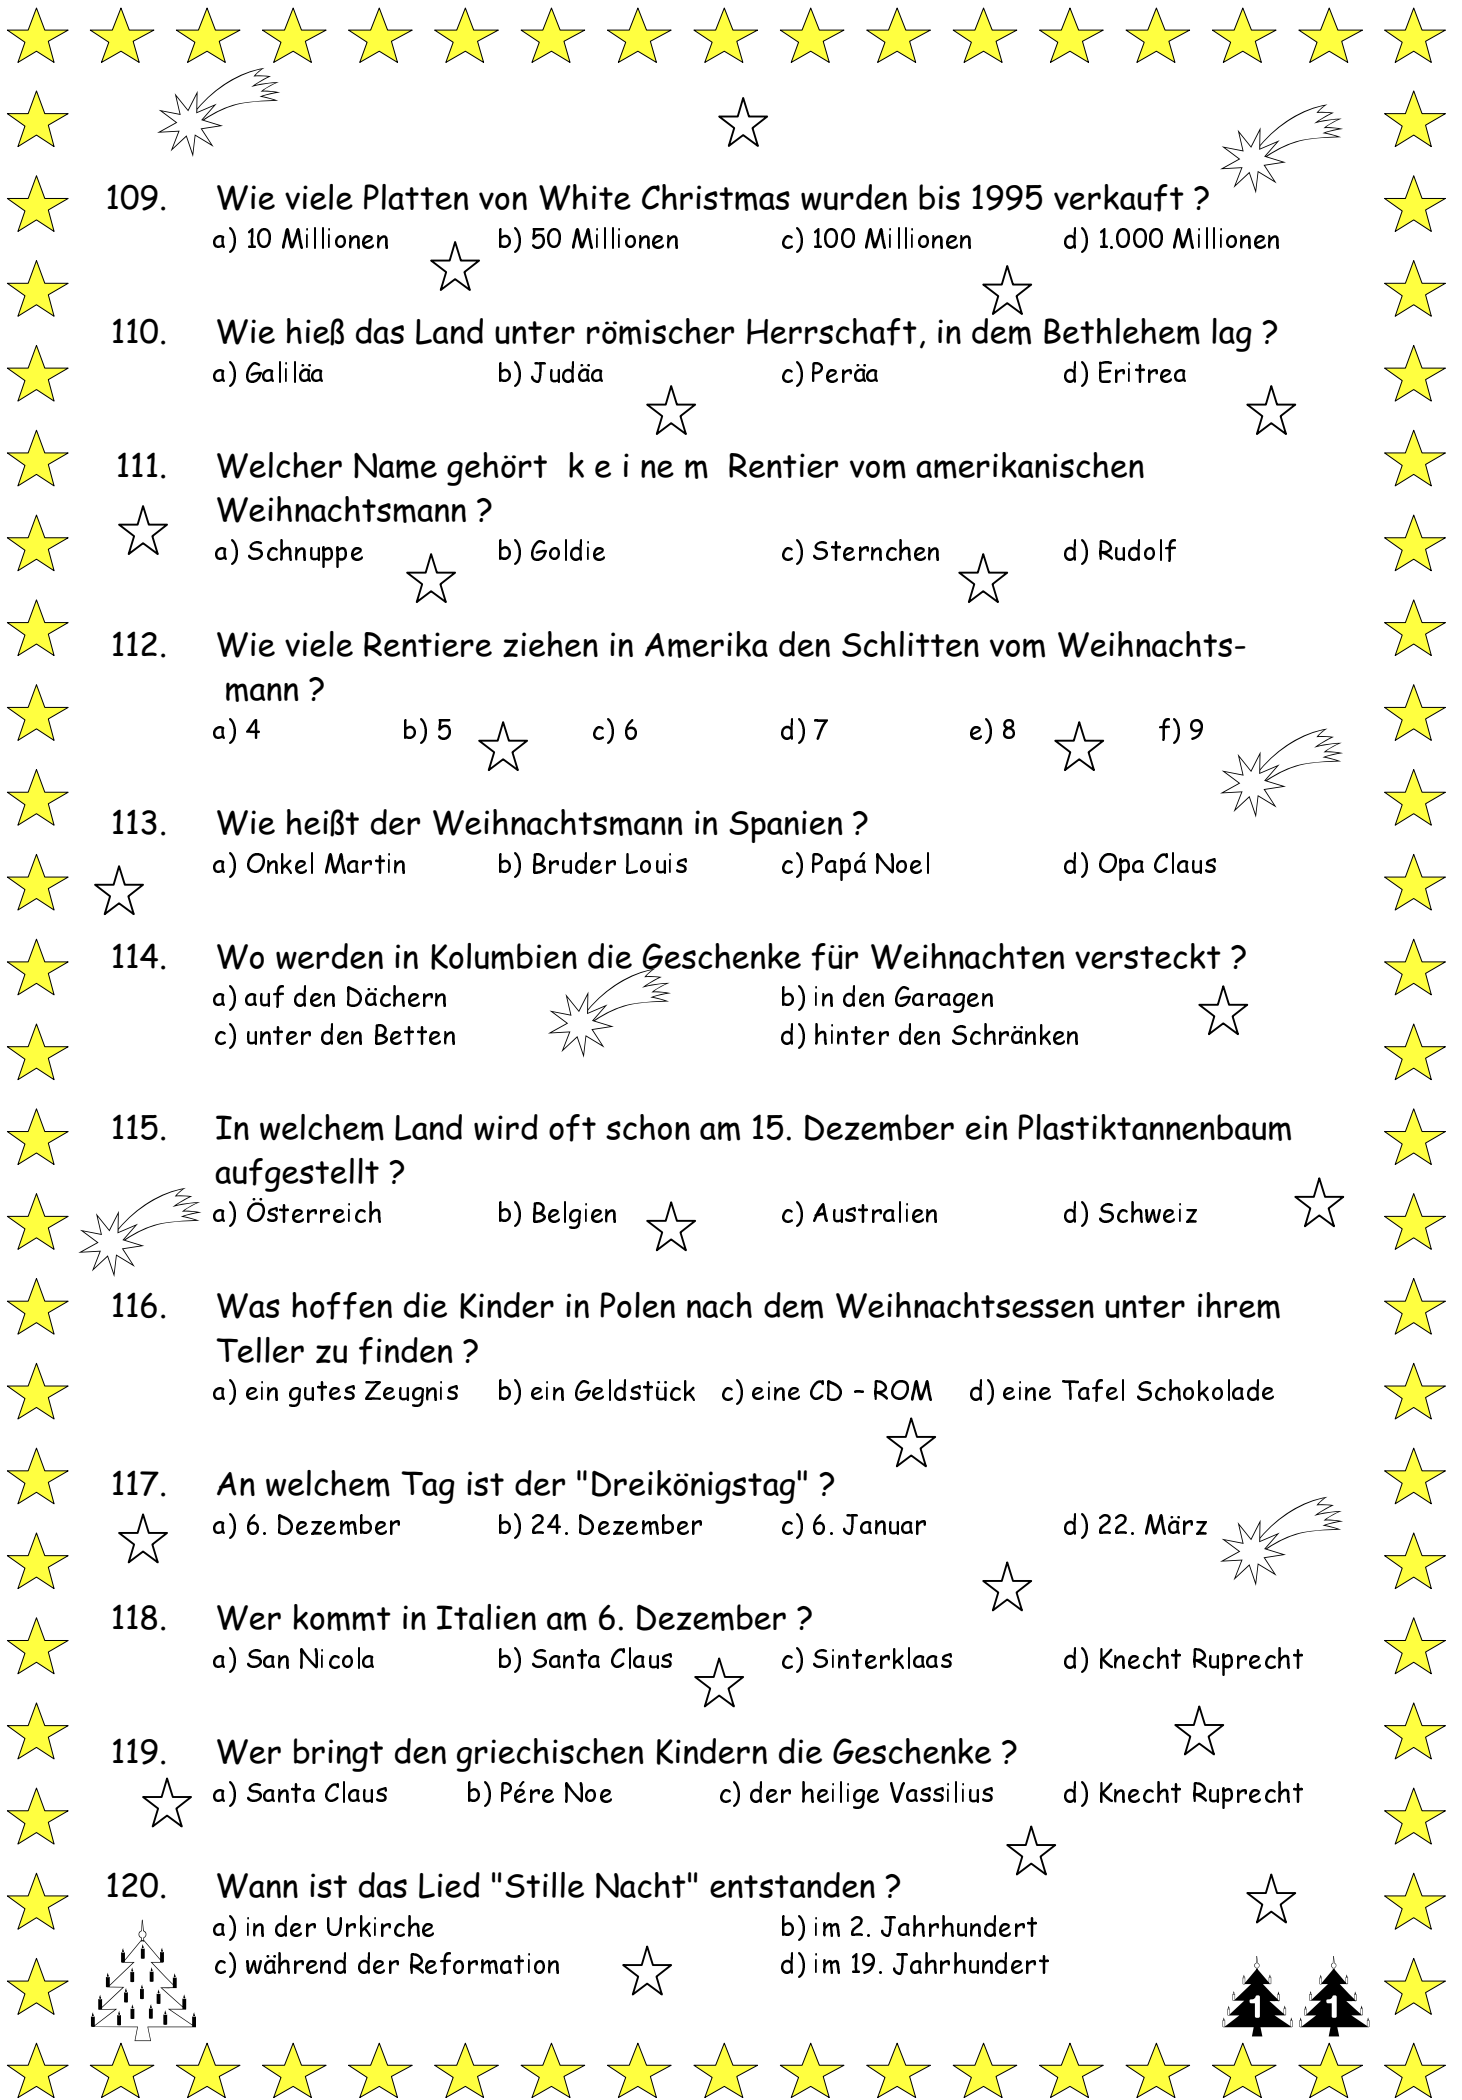 109. Wie viele Platten von White Christmas wurden bis 1995 verkauft ?
a) 10 Millionen b) 50 Millionen c) 100 Millionen d) 1.000 Millionen
110. Wie hieß das Land unter römischer Herrschaft, in dem Bethlehem lag ?
a) Galiläa b) Judäa c) Peräa d) Eritrea
111. Welcher Name gehört k e i ne m Rentier vom amerikanischen
Weihnachtsmann ?
a) Schnuppe b) Goldie c) Sternchen d) Rudolf
112. Wie viele Rentiere ziehen in Amerika den Schlitten vom Weihnachts-
mann ?
a) 4 b) 5 c) 6 d) 7 e) 8 f) 9
113. Wie heißt der Weihnachtsmann in Spanien ?
a) Onkel Martin b) Bruder Louis c) Papá Noel d) Opa Claus
114. Wo werden in Kolumbien die Geschenke für Weihnachten versteckt ?
a) auf den Dächern b) in den Garagen
c) unter den Betten d) hinter den Schränken
115. In welchem Land wird oft schon am 15. Dezember ein Plastiktannenbaum
aufgestellt ?
a) Österreich b) Belgien c) Australien d) Schweiz
116. Was hoffen die Kinder in Polen nach dem Weihnachtsessen unter ihrem
Teller zu finden ?
a) ein gutes Zeugnis b) ein Geldstück c) eine CD – ROM d) eine Tafel Schokolade
117. An welchem Tag ist der "Dreikönigstag" ?
a) 6. Dezember b) 24. Dezember c) 6. Januar d) 22. März
118. Wer kommt in Italien am 6. Dezember ?
a) San Nicola b) Santa Claus c) Sinterklaas d) Knecht Ruprecht
119. Wer bringt den griechischen Kindern die Geschenke ?
a) Santa Claus b) Pére Noe c) der heilige Vassilius d) Knecht Ruprecht
120. Wann ist das Lied "Stille Nacht" entstanden ?
a) in der Urkirche b) im 2. Jahrhundert
c) während der Reformation d) im 19. Jahrhundert
1 1